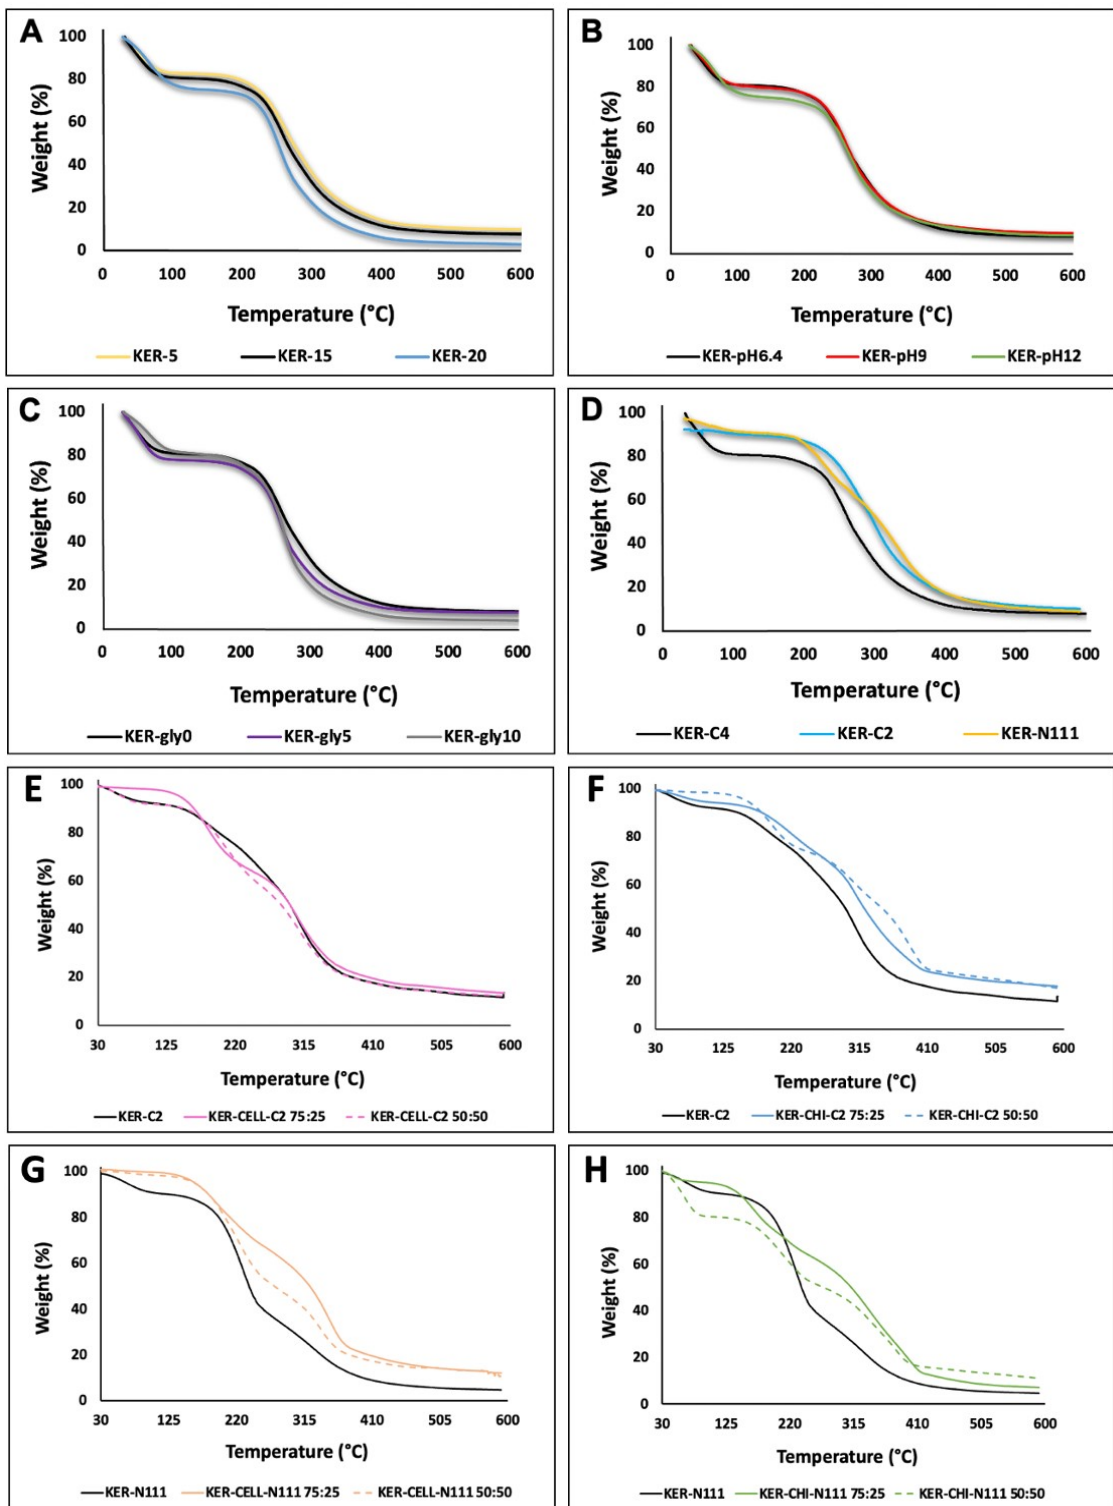 A
Weight (%)
100
80
60
40
20
0
0 100 200 300 400 500 600
Temperature (°C)
KER-5 KER-15 KER-20
B
Weight (%)
100
80
60
40
20
0
0 100 200 300 400 500 600
Temperature (°C)
KER-pH6.4 KER-pH9 KER-pH12
C
Weight (%)
100
80
60
40
20
0
0 100 200 300 400 500 600
Temperature (°C)
KER-gly0 KER-gly5 KER-gly10
D
Weight (%)
100
80
60
40
20
0
0 100 200 300 400 500 600
Temperature (°C)
KER-C4 KER-C2 KER-N111
E
Weight (%)
100
80
60
40
20
0
30 125 220 315 410 505 600
Temperature (°C)
KER-C2 KER-CELL-C2 75:25 KER-CELL-C2 50:50
F
Weight (%)
100
80
60
40
20
0
30 125 220 315 410 505 600
Temperature (°C)
KER-C2 KER-CHI-C2 75:25 KER-CHI-C2 50:50
G
Weight (%)
100
80
60
40
20
0
30 125 220 315 410 505 600
Temperature (°C)
KER-N111 KER-CELL-N111 75:25 KER-CELL-N111 50:50
H
Weight (%)
100
80
60
40
20
0
30 125 220 315 410 505 600
Temperature (°C)
KER-N111 KER-CHI-N111 75:25 KER-CHI-N111 50:50